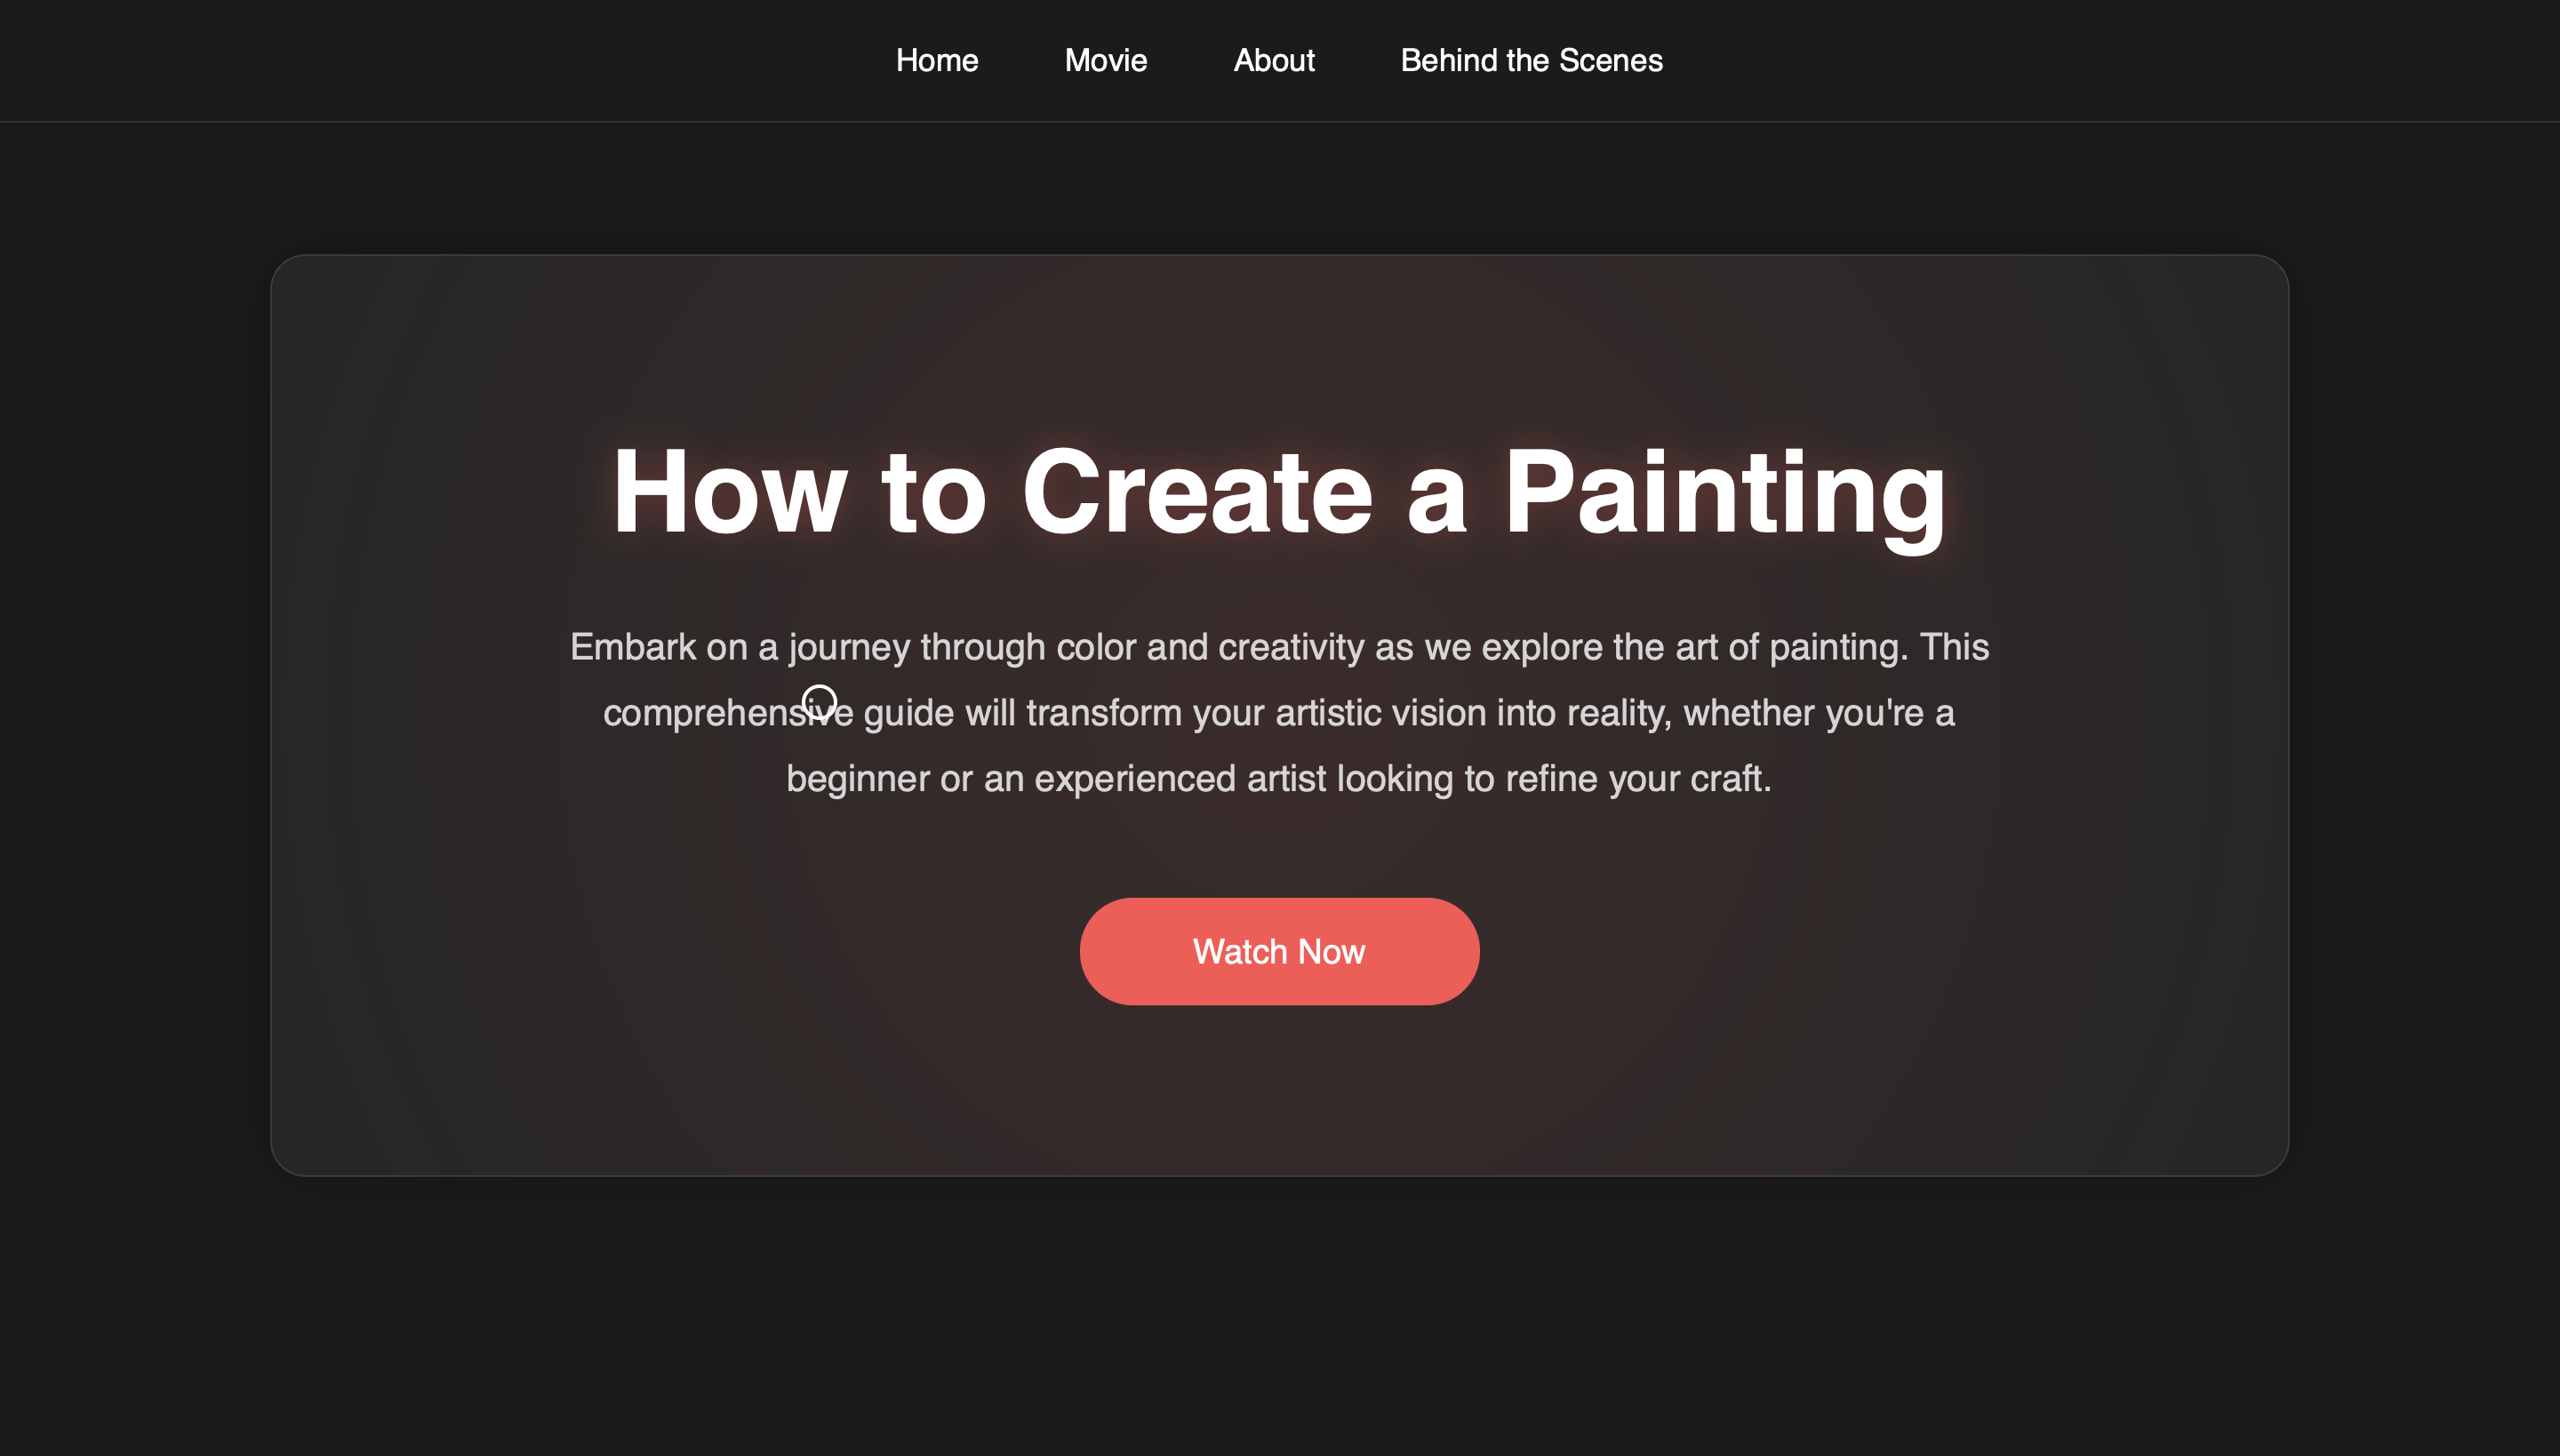 Home Movie About Behind the Scenes
How to Create a Painting
Embark on a journey through color and creativity as we explore the art of painting. This
comprehensive guide will transform your artistic vision into reality, whether you're a
beginner or an experienced artist looking to refine your craft.
Watch Now